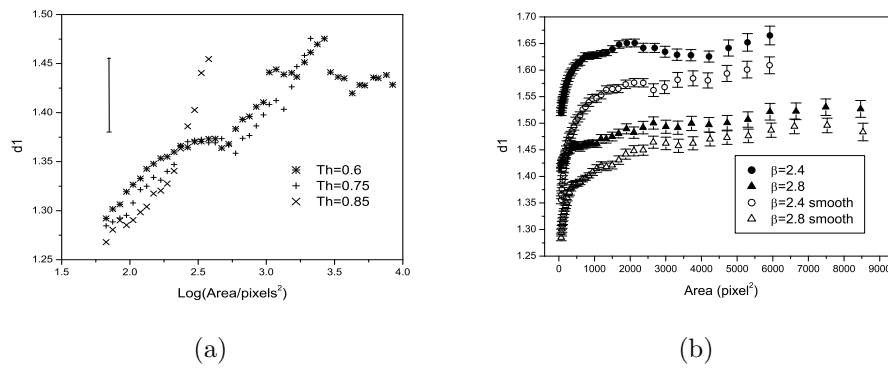 1.50
1.45
1.40
1.35
1.30
1.25
d1
Th=0.6
Th=0.75
Th=0.85
1.5 2.0 2.5 3.0 3.5 4.0
Log(Area/pixels²)
(a)
1.70
1.65
1.60
1.55
1.50
1.45
1.40
1.35
1.30
1.25
d1
β=2.4
β=2.8
β=2.4 smooth
β=2.8 smooth
0 1000 2000 3000 4000 5000 6000 7000 8000 9000
Area (pixel²)
(b)